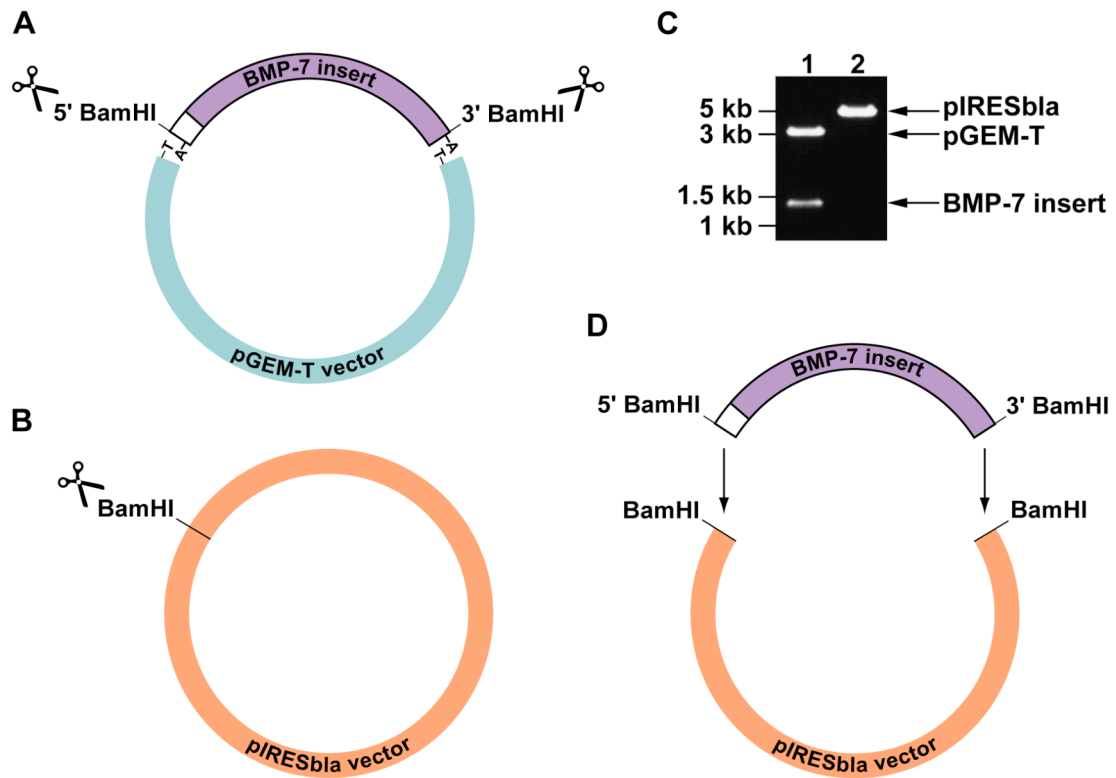 A
BMP-7 insert
5' BamHI
3' BamHI
T
A
A
T
pGEM-T vector
B
BamHI
pIRESbla vector
C
1 2
5 kb
3 kb
1.5 kb
1 kb
pIRESbla
pGEM-T
BMP-7 insert
D
BMP-7 insert
5' BamHI
3' BamHI
BamHI
BamHI
pIRESbla vector